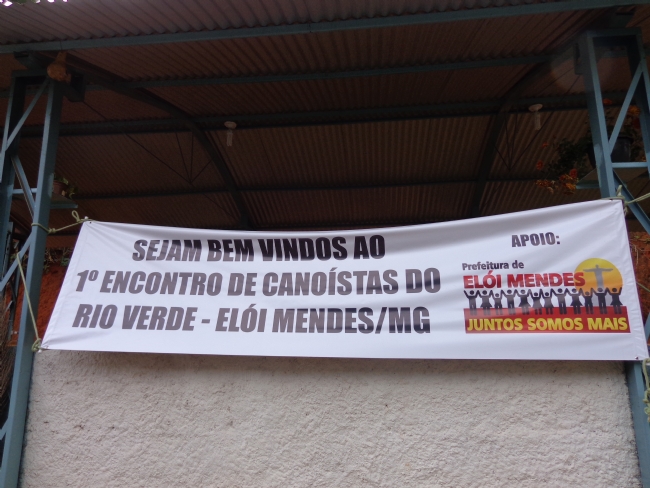 SEJAM BEM VINDOS AO
1º ENCONTRO DE CANOÍSTAS DO
RIO VERDE - ELÓI MENDES/MG
APOIO:
Prefeitura de
ELÓI MENDES
JUNTOS SOMOS MAIS